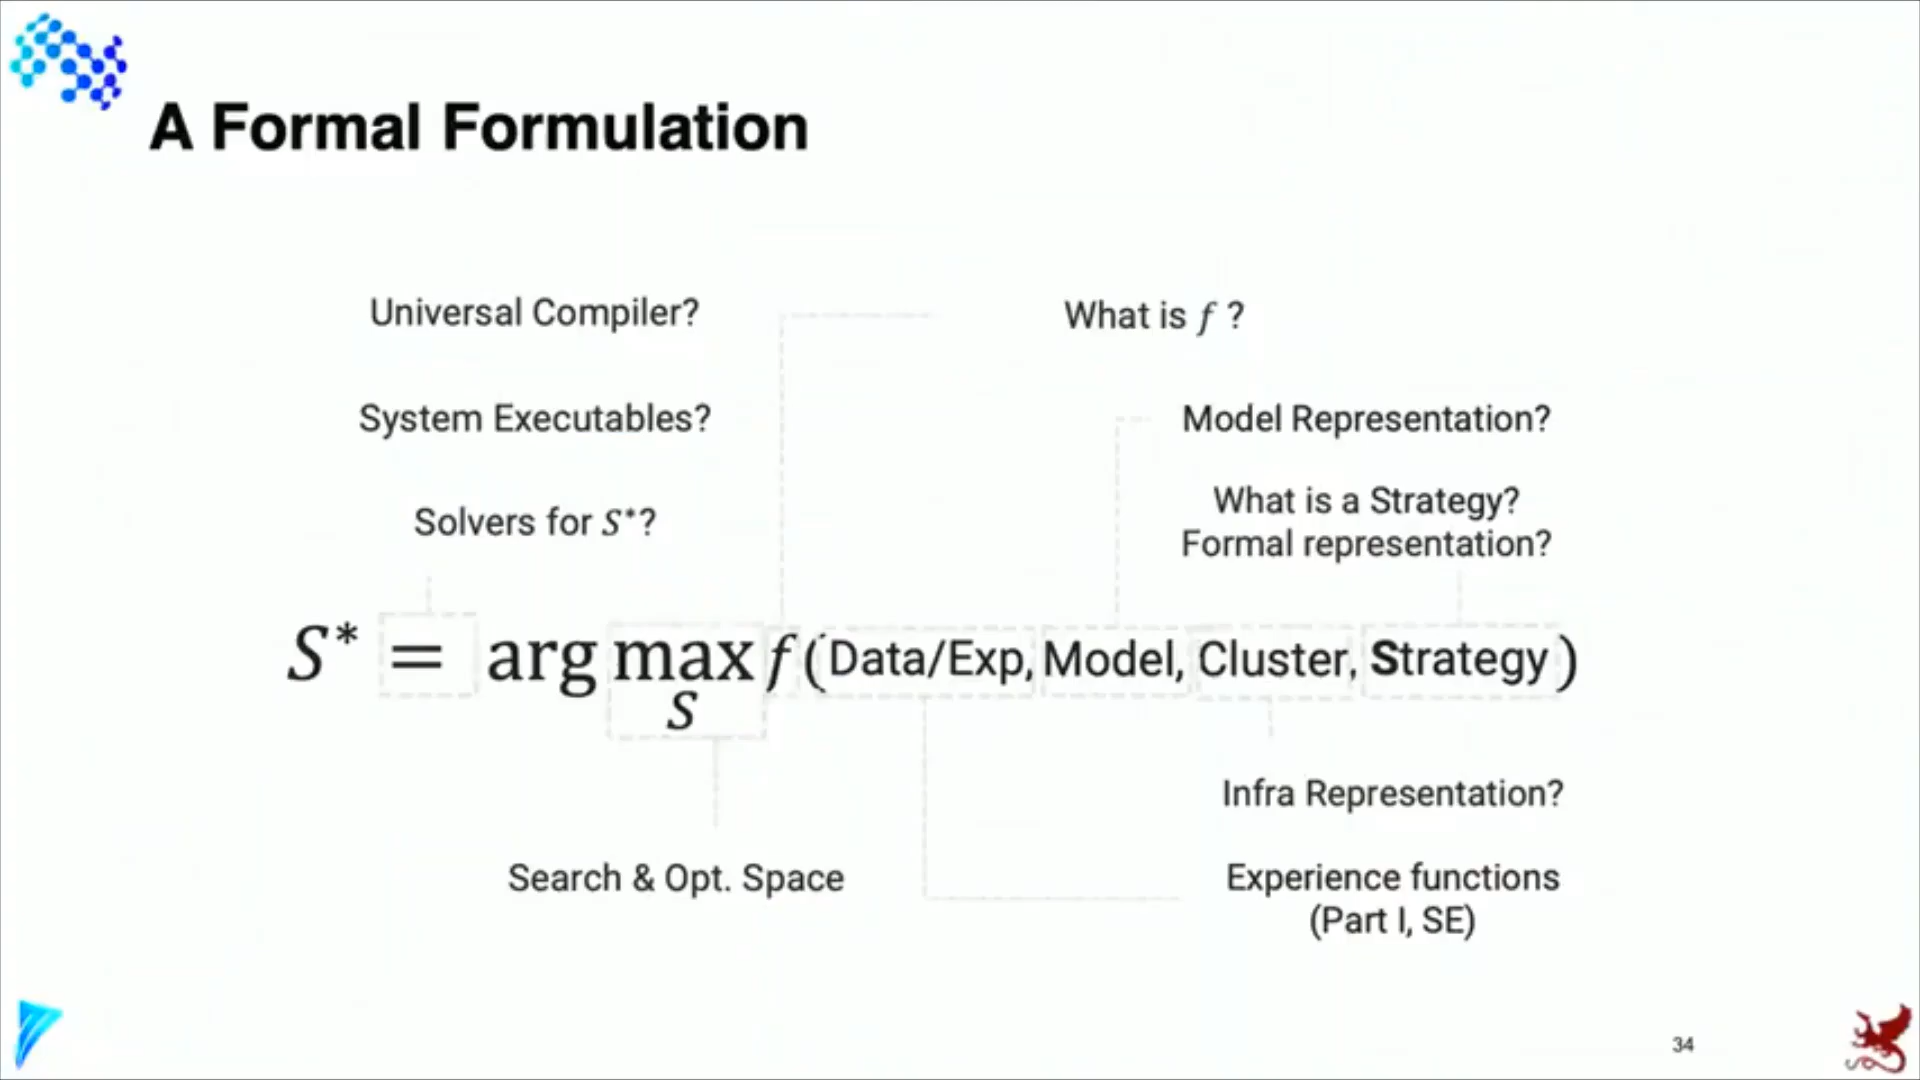 A Formal Formulation
Universal Compiler?
What is f ?
System Executables?
Model Representation?
Solvers for S*?
What is a Strategy?
Formal representation?
S* = arg max f(Data/Exp, Model, Cluster, Strategy)
S
Infra Representation?
Search & Opt. Space
Experience functions
(Part I, SE)
34